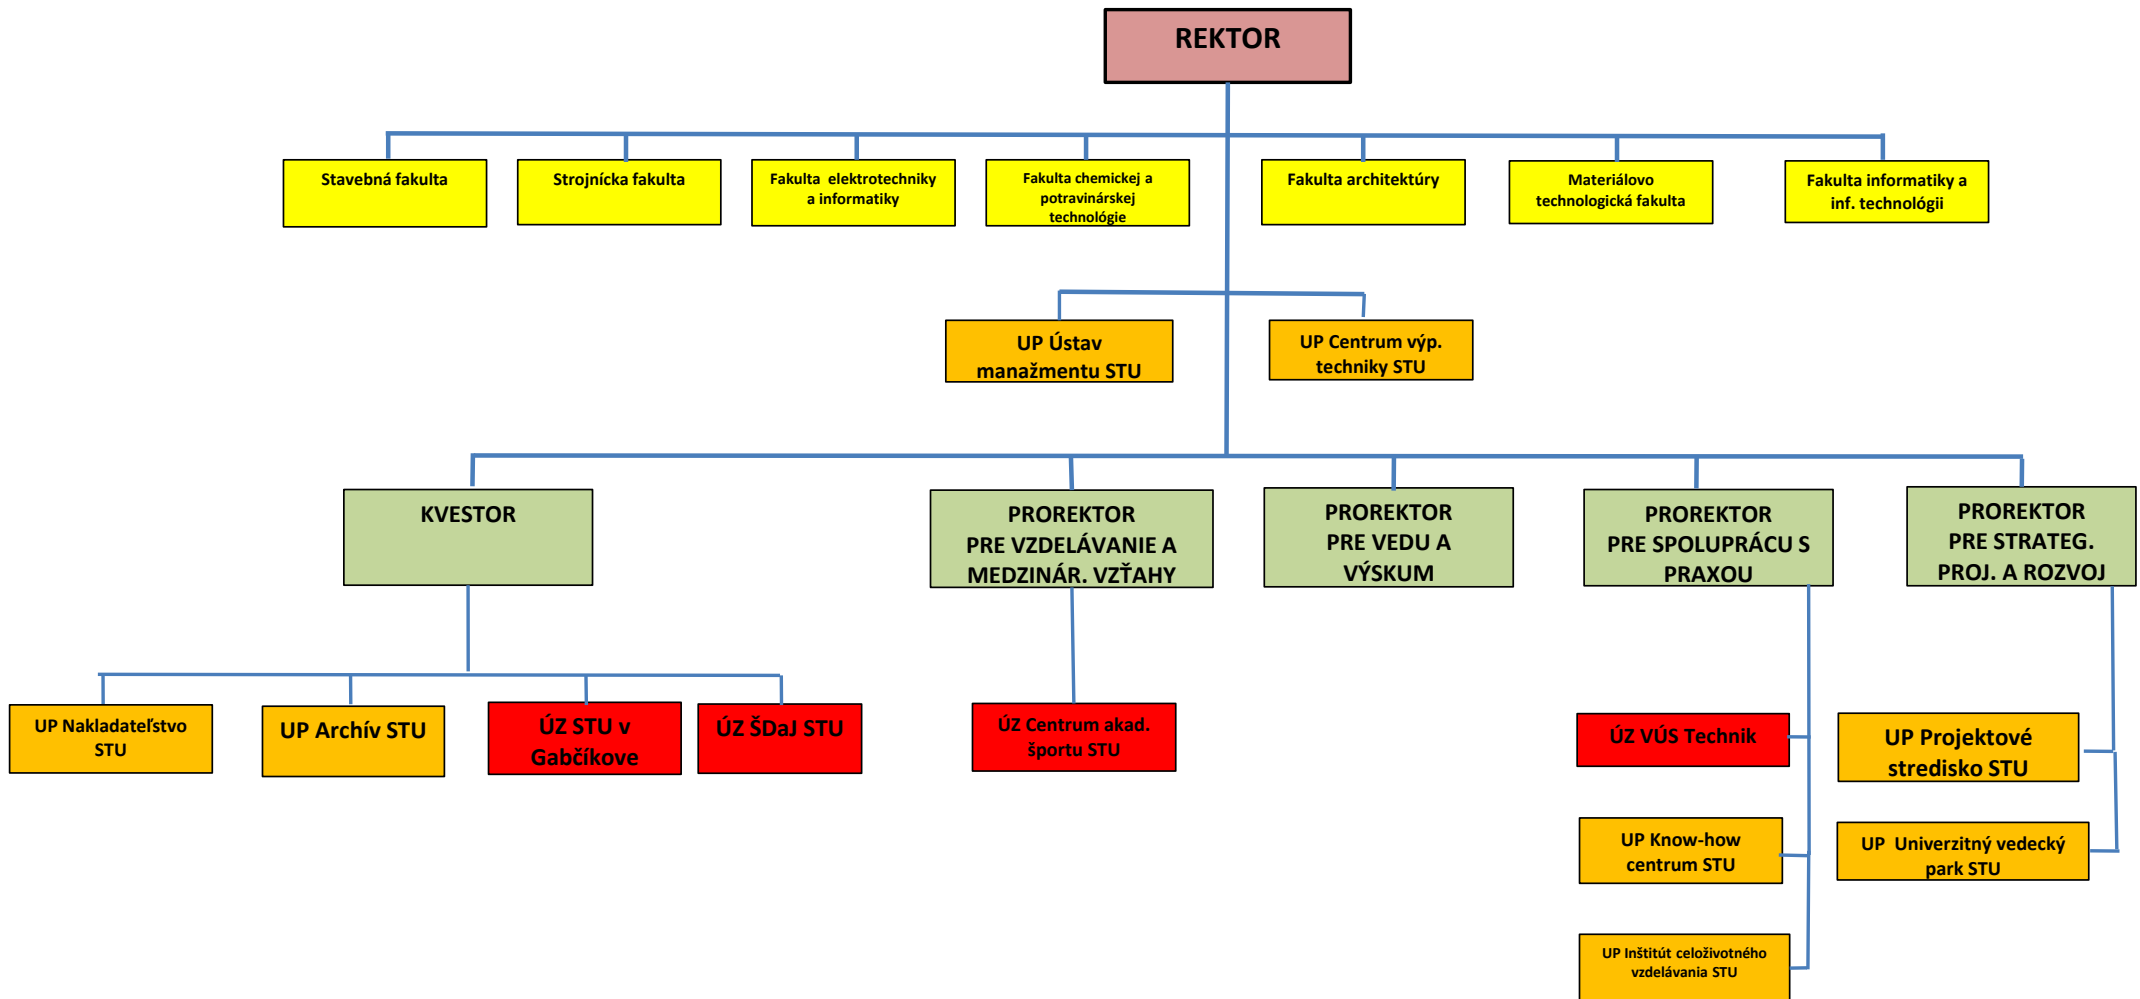 REKTOR
Stavebná fakulta
Strojnícka fakulta
Fakulta elektrotechniky
a informatiky
Fakulta chemickej a
potravinárskej
technológie
Fakulta architektúry
Materiálovo
technologická fakulta
Fakulta informatiky a
inf. technológii
UP Ústav
manažmentu STU
UP Centrum výp.
techniky STU
KVESTOR
PROREKTOR
PRE VZDELÁVANIE A
MEDZINÁR. VZŤAHY
PROREKTOR
PRE VEDU A
VÝSKUM
PROREKTOR
PRE SPOLUPRÁCU S
PRAXOU
PROREKTOR
PRE STRATEG.
PROJ. A ROZVOJ
UP Nakladateľstvo
STU
UP Archív STU
ÚZ STU v
Gabčíkove
ÚZ ŠDaJ STU
ÚZ Centrum akad.
športu STU
ÚZ VÚS Technik
UP Projektové
stredisko STU
UP Know-how
centrum STU
UP Univerzitný vedecký
park STU
UP Inštitút celoživotného
vzdelávania STU